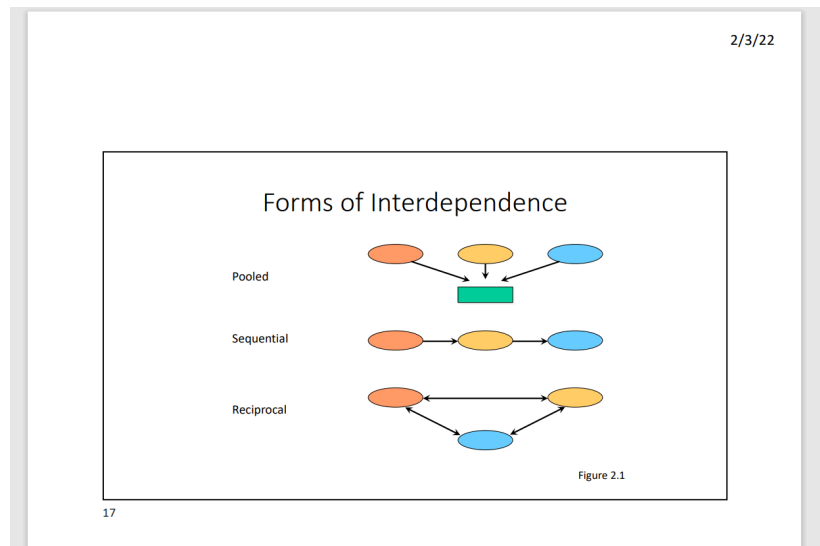 2/3/22
Forms of Interdependence
Pooled
Sequential
Reciprocal
Figure 2.1
17